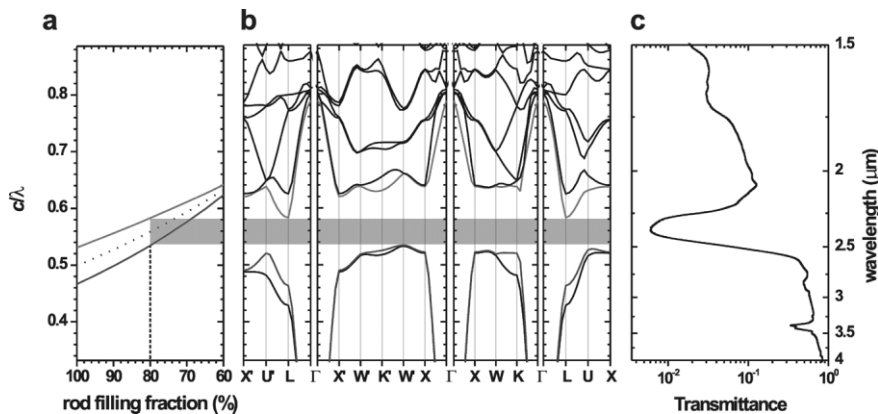 a b c
0.8
0.7
0.6
0.5
0.4
c/λ
100 90 80 70 60
rod filling fraction (%)
X' U' L Γ X' W' K' W' X Γ X W K Γ L U X
1.5
2
2.5
3
3.5
4
wavelength (μm)
10⁻² 10⁻¹ 10⁰
Transmittance